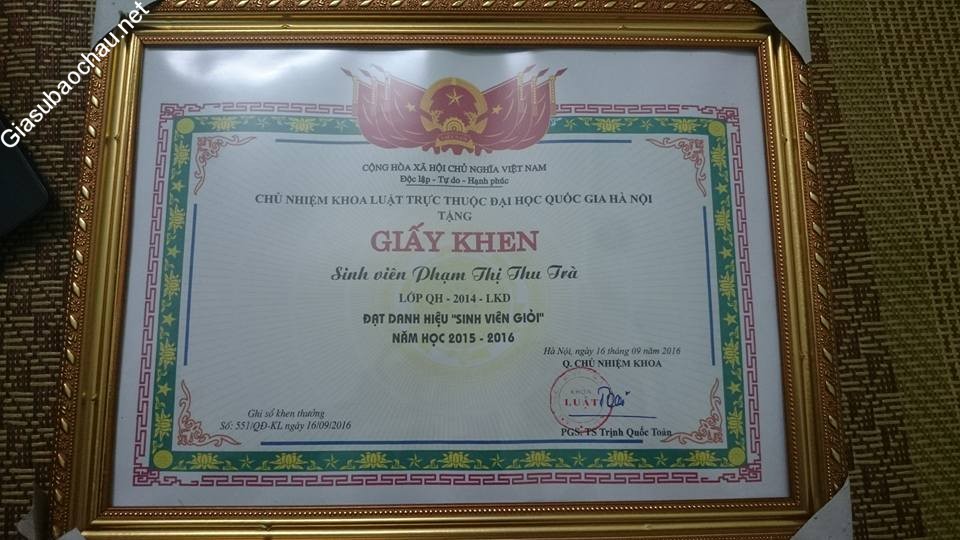 Giasubaochau.net
CỘNG HÒA XÃ HỘI CHỦ NGHĨA VIỆT NAM
Độc lập - Tự do - Hạnh phúc
CHỦ NHIỆM KHOA LUẬT TRỰC THUỘC ĐẠI HỌC QUỐC GIA HÀ NỘI
TẶNG
GIẤY KHEN
Sinh viên Phạm Thị Thu Trà
LỚP QH - 2014 - LKD
ĐẠT DANH HIỆU "SINH VIÊN GIỎI"
NĂM HỌC 2015 - 2016
Hà Nội, ngày 16 tháng 09 năm 2016
Q. CHỦ NHIỆM KHOA
KHOA
LUẬT
PGS. TS Trịnh Quốc Toản
Ghi sổ khen thưởng
Số: 551/QĐ-KL ngày 16/09/2016